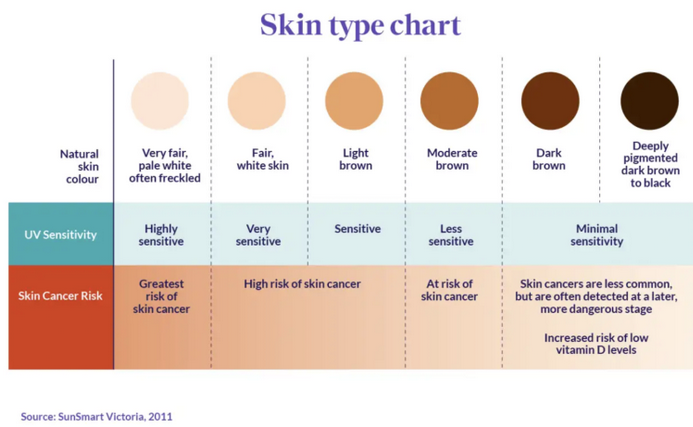 Skin type chart
Natural
skin
colour
Very fair,
pale white
often freckled
Fair,
white skin
Light
brown
Moderate
brown
Dark
brown
Deeply
pigmented
dark brown
to black
UV Sensitivity
Highly
sensitive
Very
sensitive
Sensitive
Less
sensitive
Minimal
sensitivity
Skin Cancer Risk
Greatest
risk of
skin cancer
High risk of skin cancer
At risk of
skin cancer
Skin cancers are less common,
but are often detected at a later,
more dangerous stage
Increased risk of low
vitamin D levels
Source: SunSmart Victoria, 2011